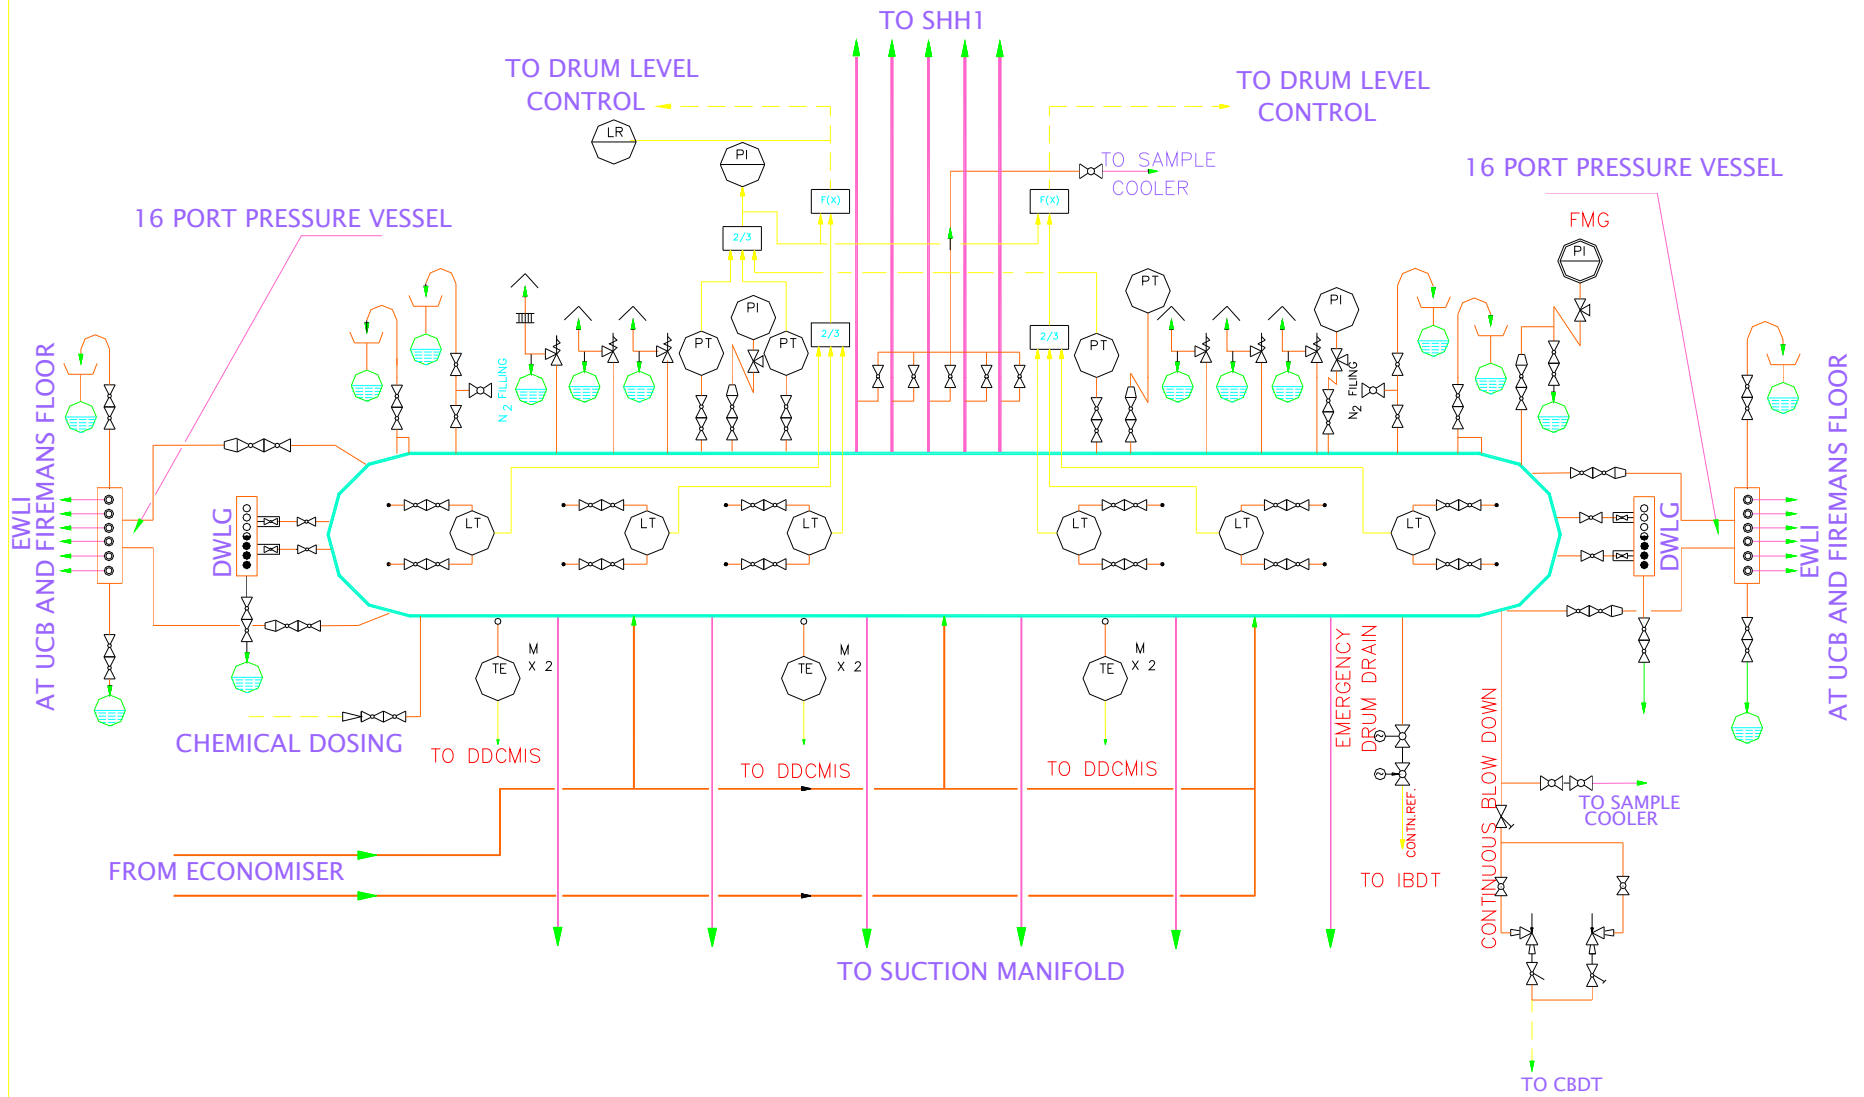 TO SHH1
TO DRUM LEVEL
CONTROL
TO DRUM LEVEL
CONTROL
LR
PI
TO SAMPLE
COOLER
16 PORT PRESSURE VESSEL
16 PORT PRESSURE VESSEL
F(X)
F(X)
FMG
2/3
PI
PT
PI
PI
2/3
2/3
PT
PT
PT
N2 FILLING
N2 FILING
EWLI
AT UCB AND FIREMANS FLOOR
DWLG
LT
LT
LT
LT
LT
LT
DWLG
EWLI
AT UCB AND FIREMANS FLOOR
TE
M
X 2
TE
M
X 2
TE
M
X 2
EMERGENCY
DRUM DRAIN
CHEMICAL DOSING
TO DDCMIS
TO DDCMIS
TO DDCMIS
CONTINUOUS BLOW DOWN
TO SAMPLE
COOLER
CONTN.REF.
FROM ECONOMISER
TO IBDT
TO SUCTION MANIFOLD
TO CBDT